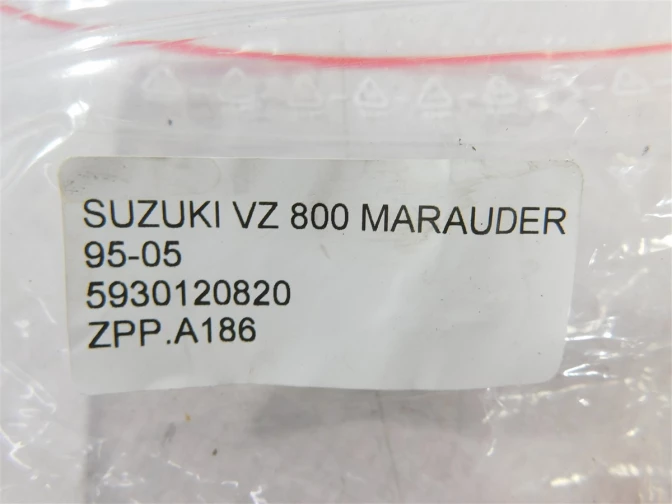 SUZUKI VZ 800 MARAUDER
95-05
5930120820
ZPP.A186